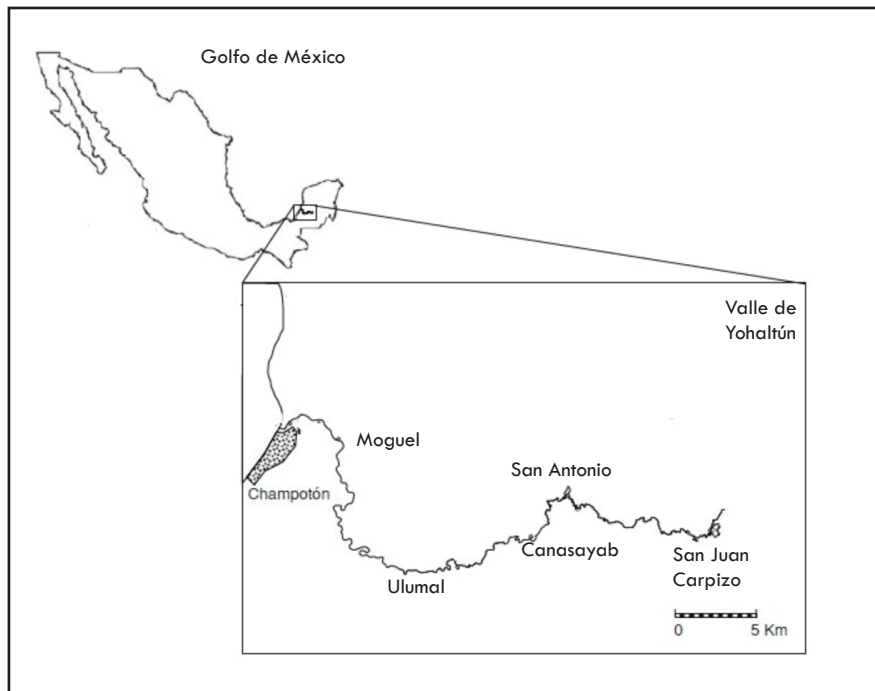 Golfo de México
Valle de
Yohaltún
Moguel
San Antonio
Champotón
Canasayab
San Juan
Carpizo
Ulumal
0 5 Km